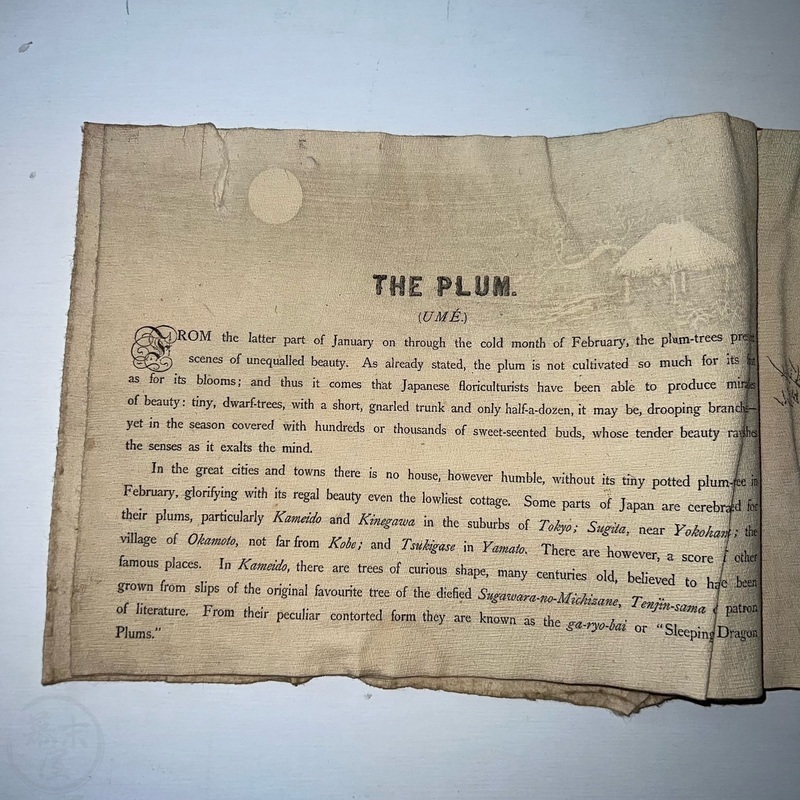 THE PLUM.
(UMÉ.)
FROM the latter part of January on through the cold month of February, the plum-trees
scenes of unequalled beauty. As already stated, the plum is not cultivated so much for its
as for its blooms; and thus it comes that Japanese floriculturists have been able to produce
of beauty: tiny, dwarf-trees, with a short, gnarled trunk and only half-a-dozen, it may be, drooping
yet in the season covered with hundreds or thousands of sweet-scented buds, whose tender beauty
the senses as it exalts the mind.
In the great cities and towns there is no house, however humble, without its tiny potted in
February, glorifying with its regal beauty even the lowliest cottage. Some parts of Japan are for
their plums, particularly Kameido and Kinegawa in the suburbs of Tokyo; Sugita, near the
village of Okamoto, not far from Kobe; and Tsukigase in Yamato. There are however, a score other
famous places. In Kameido, there are trees of curious shape, many centuries old, believed to been
grown from slips of the original favourite tree of the diefied Sugawara-no-Michizane, Tenjin-sama patron
of literature. From their peculiar contorted form they are known as the ga-ryo-bai or "Sleeping Dragon
Plums."